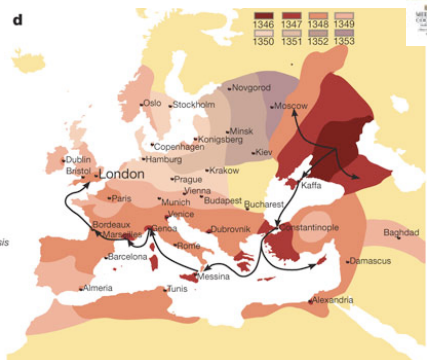 d
1346 1347 1348 1349
1350 1351 1352 1353
Novgorod
Oslo
Stockholm
Moscow
Minsk
Konigsberg
Copenhagen
Dublin
Hamburg
Kiev
Bristol
London
Krakow
Prague
Kaffa
Vienna
Paris
Munich
Budapest
Bucharest
Venice
Bordeaux
Genoa
Dubrovnik
Constantinople
Marseilles
Baghdad
sis
Rome
Barcelona
Damascus
Messina
Almeria
Tunis
Alexandria